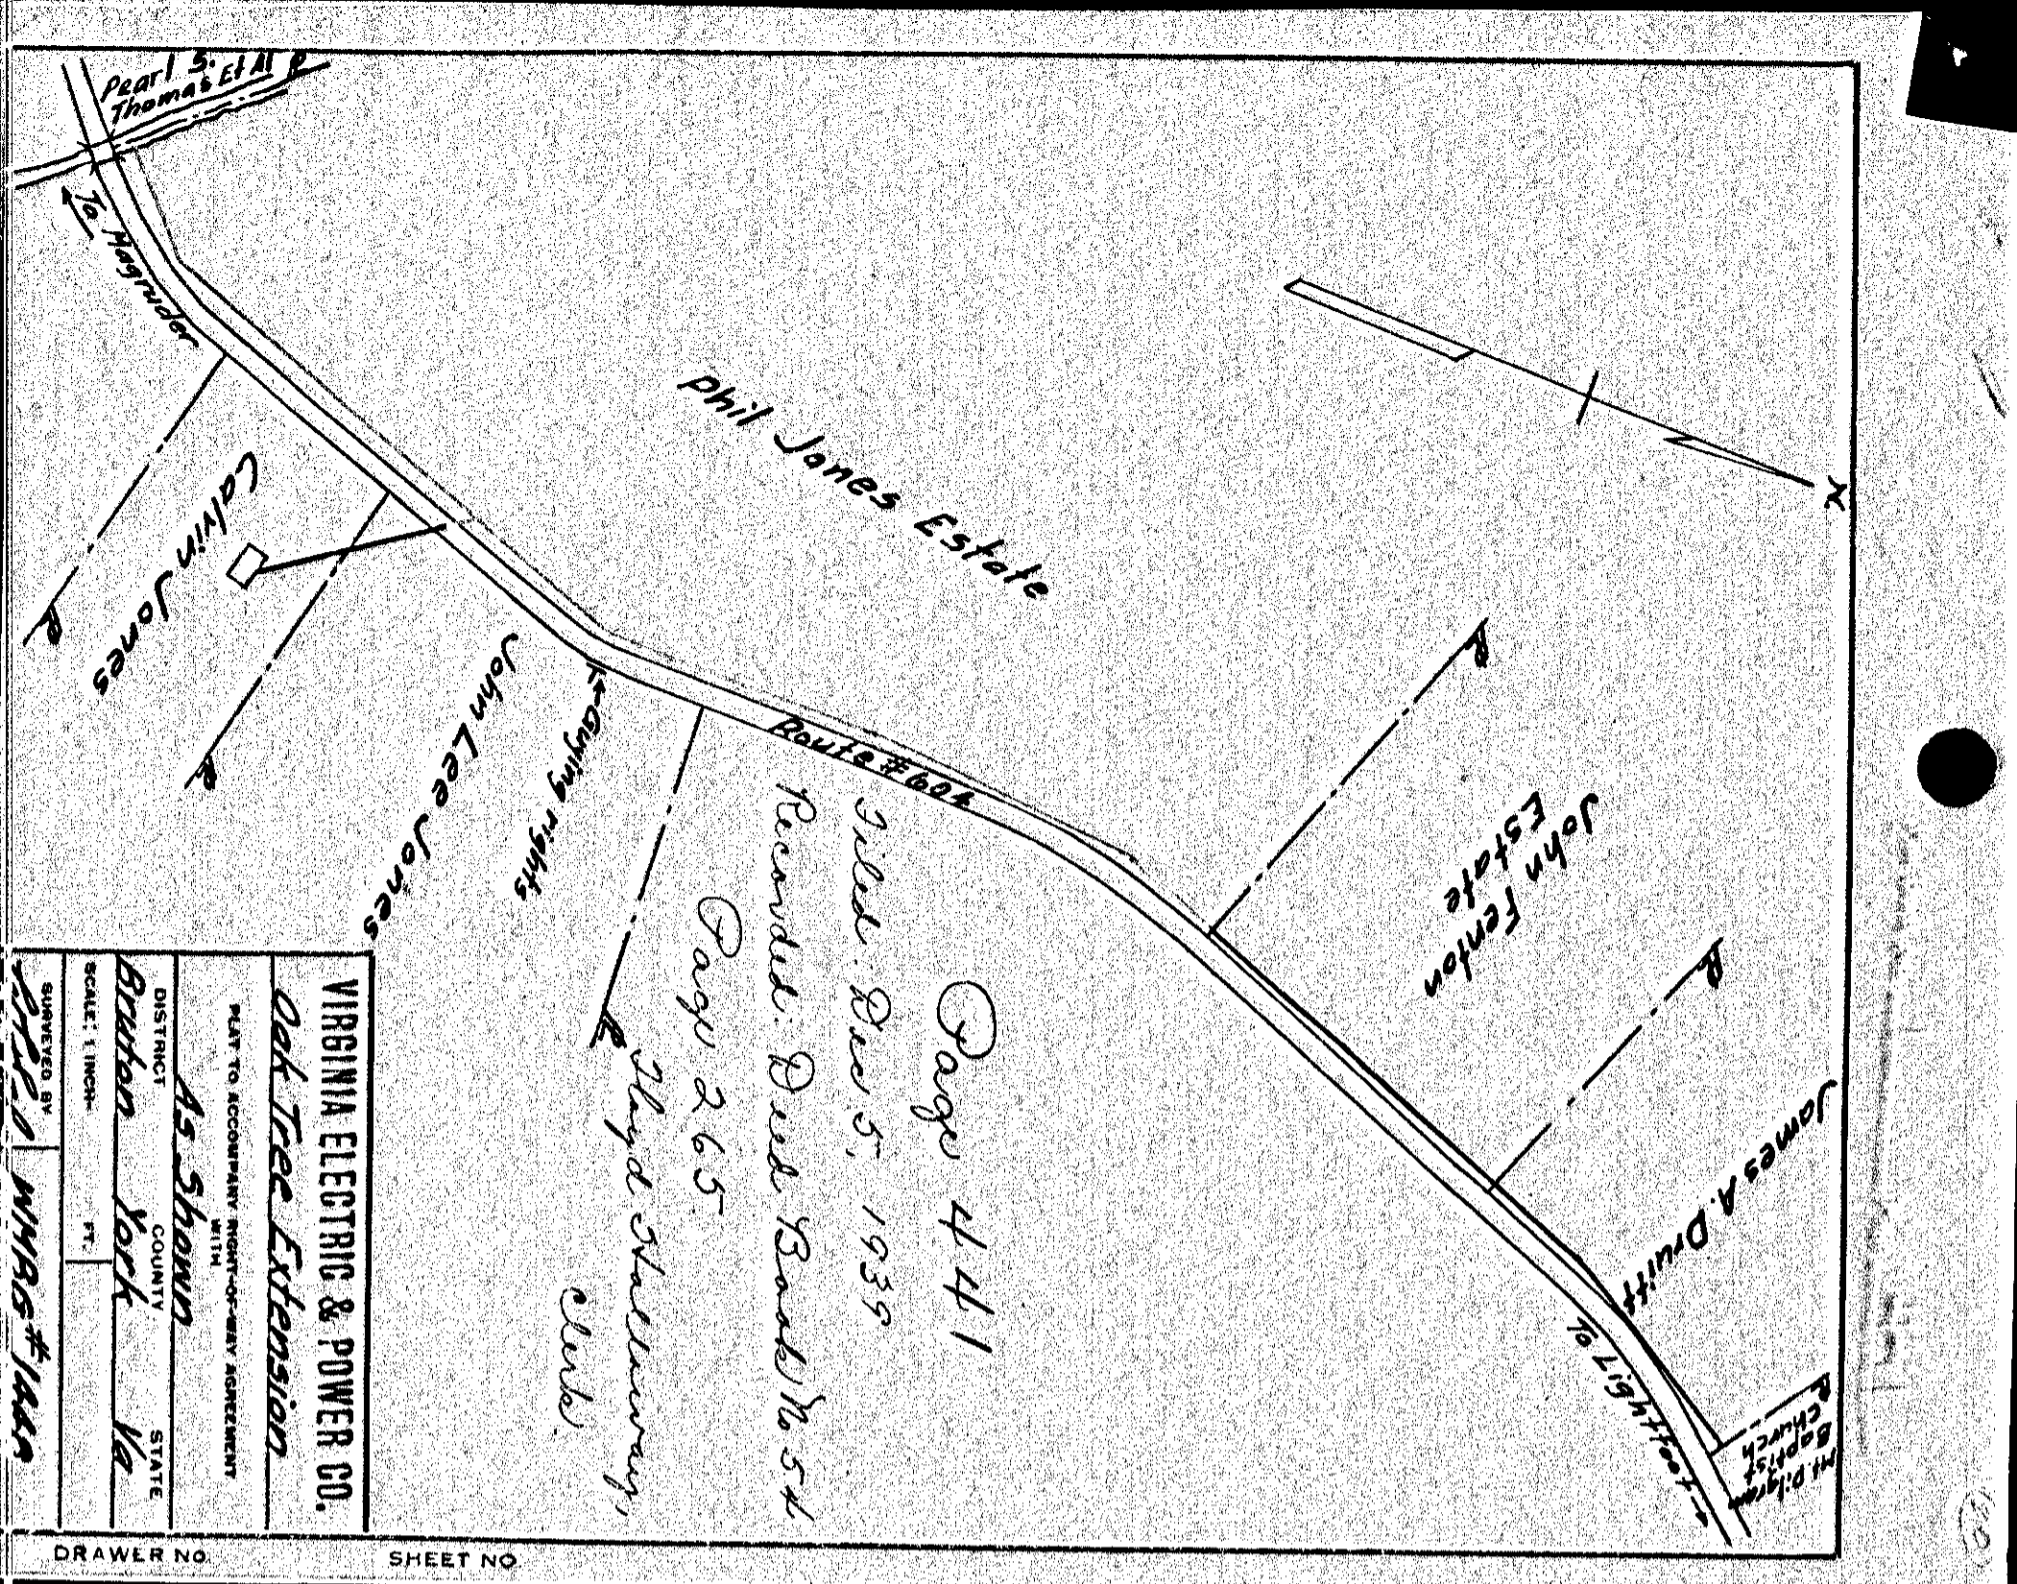 Pearl S.
Thomas Et Al
To Magruder
Phil Jones Estate
N
Calvin Jones
John Lee Jones
Guying rights
Route #604
John Fenton
Estate
James A. Druitt
To Lightfoot
Mt. Pilgram
Baptist
Church
Page 441
Filed: Dec 5, 1939
Recorded: Deed Book No 54
Page 265
Floyd Holloway,
Clerk.
VIRGINIA ELECTRIC & POWER CO.
Oak Tree Extension
PLAT TO ACCOMPANY RIGHT-OF-WAY AGREEMENT
WITH
As Shown
DISTRICT COUNTY STATE
Bruton York Va
SCALE: 1 INCH= FT.
SURVEYED BY
DRAWER NO.
SHEET NO.